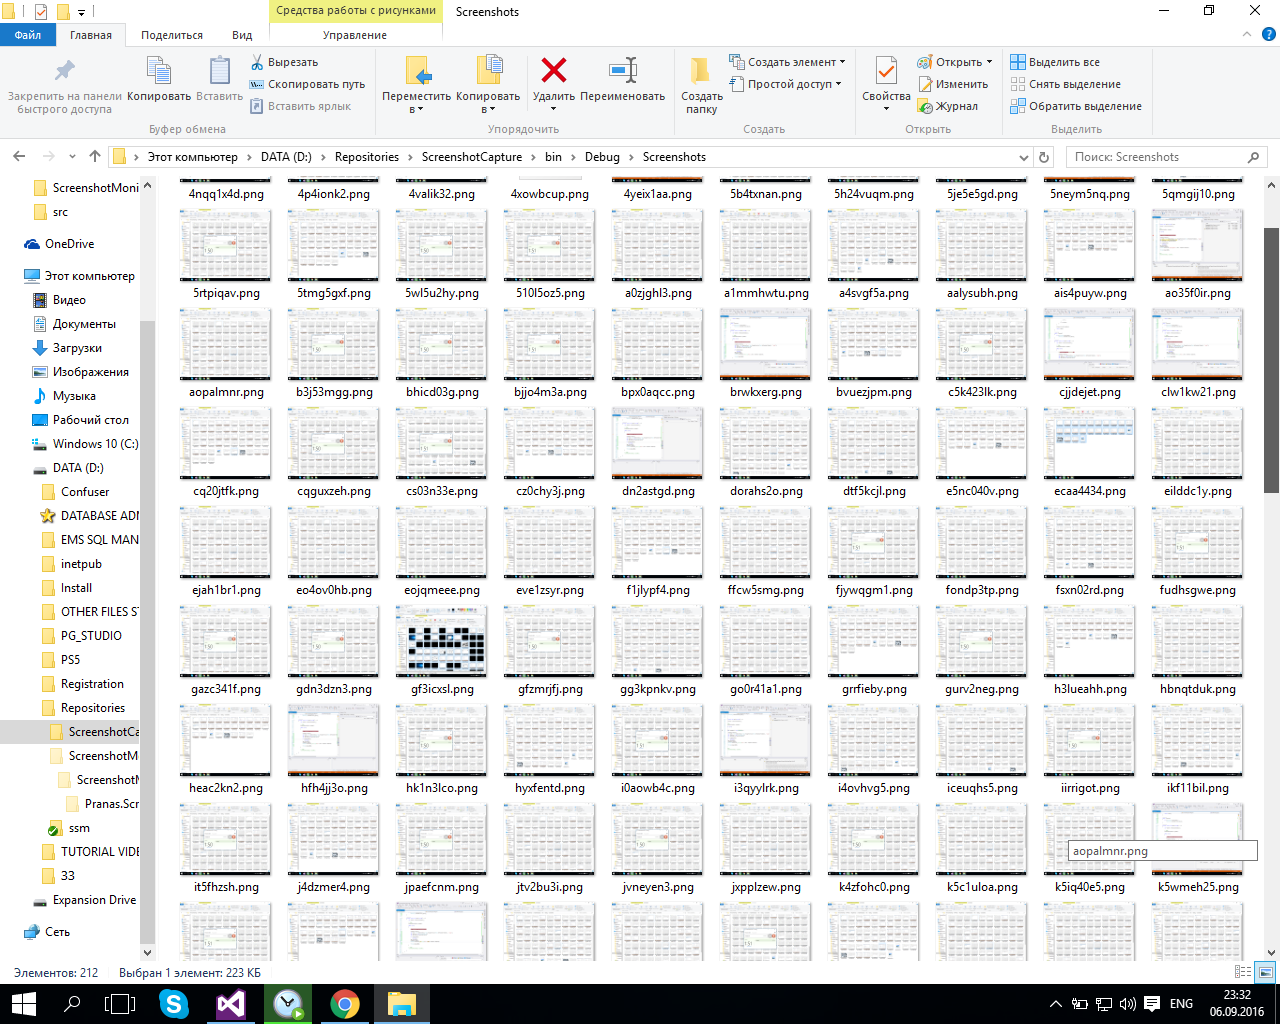 Средства работы с рисунками
Screenshots
Файл
Главная
Поделиться
Вид
Управление
Закрепить на панели быстрого доступа
Копировать
Вставить
Вырезать
Скопировать путь
Вставить ярлык
Буфер обмена
Переместить в
Копировать в
Удалить
Переименовать
Упорядочить
Создать папку
Создать элемент
Простой доступ
Создать
Свойства
Открыть
Изменить
Журнал
Открыть
Выделить все
Снять выделение
Обратить выделение
Выделить
Этот компьютер > DATA (D:) > Repositories > ScreenshotCapture > bin > Debug > Screenshots
Поиск: Screenshots
ScreenshotMoni
src
OneDrive
Этот компьютер
Видео
Документы
Загрузки
Изображения
Музыка
Рабочий стол
Windows 10 (C:)
DATA (D:)
Confuser
DATABASE ADM
EMS SQL MAN
inetpub
Install
OTHER FILES ST
PG_STUDIO
PS5
Registration
Repositories
ScreenshotCa
ScreenshotM
ScreenshotM
Pranas.Scr
ssm
TUTORIAL VIDE
33
Expansion Drive
Сеть
4nqq1x4d.png 4p4ionk2.png 4valik32.png 4xowbcup.png 4yeix1aa.png 5b4txnan.png 5h24vuqm.png 5je5e5gd.png 5neym5nq.png 5qmgij10.png
5rtpiqav.png 5tmg5gxf.png 5wl5u2hy.png 510l5oz5.png a0zjghl3.png a1mmhwtu.png a4svgf5a.png aalysubh.png ais4puyw.png ao35f0ir.png
aopalmnr.png b3j53mgg.png bhicd03g.png bjjo4m3a.png bpx0aqcc.png brwkxerg.png bvuezjpm.png c5k423lk.png cjjdejet.png clw1kw21.png
cq20jtfk.png cqguxzeh.png cs03n33e.png cz0chy3j.png dn2astgd.png dorahs2o.png dtf5kcjl.png e5nc040v.png ecaa4434.png eilddc1y.png
ejah1br1.png eo4ov0hb.png eojqmeee.png eve1zsyr.png f1jlypf4.png ffcw5smg.png fjywqgm1.png fondp3tp.png fsxn02rd.png fudhsgwe.png
gazc341f.png gdn3dzn3.png gf3icxsl.png gfzmrjfj.png gg3kpnkv.png go0r41a1.png grrfieby.png gurv2neg.png h3lueahh.png hbnqtduk.png
heac2kn2.png hfh4jj3o.png hk1n3lco.png hyxfentd.png i0aowb4c.png i3qyylrk.png i4ovhvg5.png iceuqhs5.png iirrigot.png ikf11bil.png
aopalmnr.png
it5fhzsh.png j4dzmer4.png jpaefcnm.png jtv2bu3i.png jvneyen3.png jxpplzew.png k4zfohc0.png k5c1uloa.png k5iq40e5.png k5wmeh25.png
Элементов: 212
Выбран 1 элемент: 223 КБ
ENG
23:32
06.09.2016